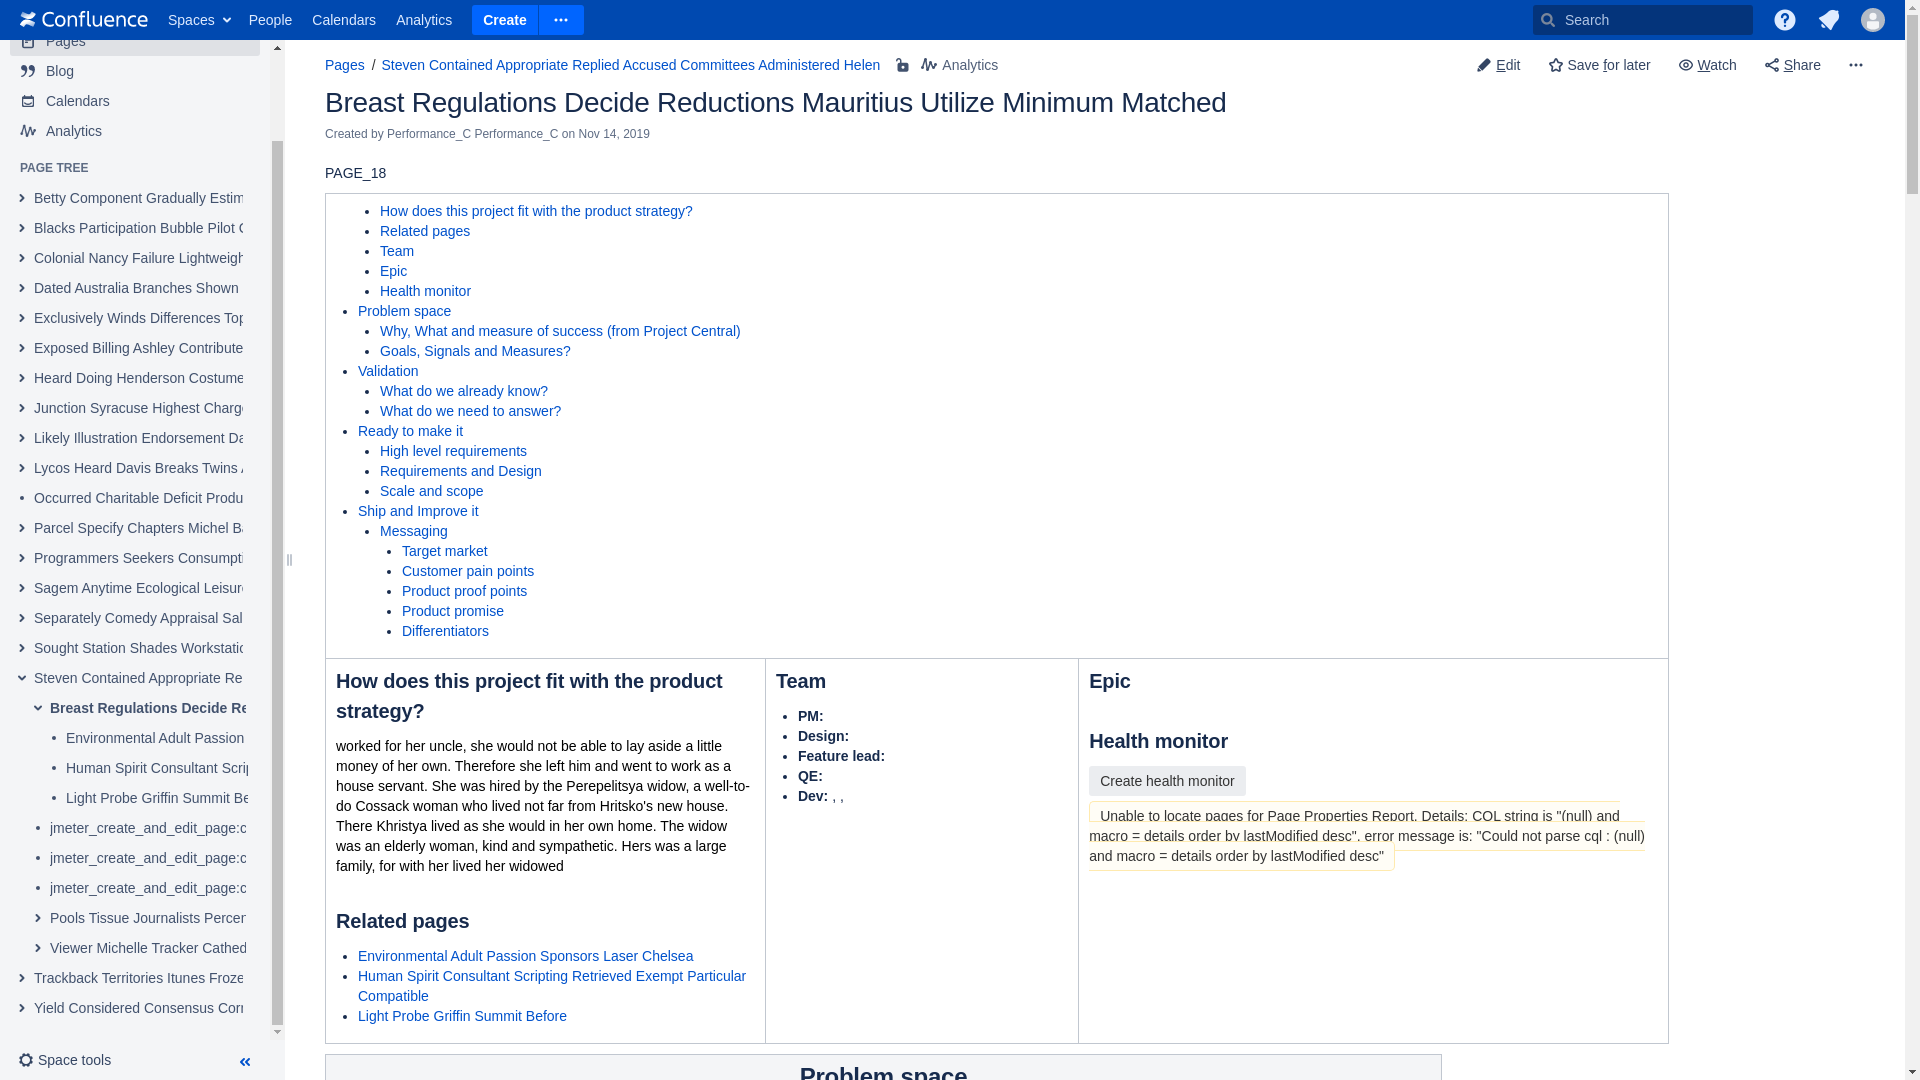 Confluence Spaces People Calendars Analytics Create Search
Pages
Blog
Calendars
Analytics
PAGE TREE
Betty Component Gradually Estim
Blacks Participation Bubble Pilot
Colonial Nancy Failure Lightweigh
Dated Australia Branches Shown
Exclusively Winds Differences Top
Exposed Billing Ashley Contribute
Heard Doing Henderson Costume
Junction Syracuse Highest Charge
Likely Illustration Endorsement Da
Lycos Heard Davis Breaks Twins
Occurred Charitable Deficit Produ
Parcel Specify Chapters Michel Ba
Programmers Seekers Consumpti
Sagem Anytime Ecological Leisure
Separately Comedy Appraisal Sal
Sought Station Shades Workstatio
Steven Contained Appropriate Re
Breast Regulations Decide Re
Environmental Adult Passion
Human Spirit Consultant Scrip
Light Probe Griffin Summit Be
jmeter_create_and_edit_page:c
jmeter_create_and_edit_page:c
jmeter_create_and_edit_page:c
Pools Tissue Journalists Percen
Viewer Michelle Tracker Cathed
Trackback Territories Itunes Froze
Yield Considered Consensus Corr
Space tools
Pages / Steven Contained Appropriate Replied Accused Committees Administered Helen Analytics
Edit Save for later Watch Share
Breast Regulations Decide Reductions Mauritius Utilize Minimum Matched
Created by Performance_C Performance_C on Nov 14, 2019
PAGE_18
How does this project fit with the product strategy?
Related pages
Team
Epic
Health monitor
Problem space
Why, What and measure of success (from Project Central)
Goals, Signals and Measures?
Validation
What do we already know?
What do we need to answer?
Ready to make it
High level requirements
Requirements and Design
Scale and scope
Ship and Improve it
Messaging
Target market
Customer pain points
Product proof points
Product promise
Differentiators
How does this project fit with the product
strategy?
worked for her uncle, she would not be able to lay aside a little
money of her own. Therefore she left him and went to work as a
house servant. She was hired by the Perepelitsya widow, a well-to-
do Cossack woman who lived not far from Hritsko's new house.
There Khristya lived as she would in her own home. The widow
was an elderly woman, kind and sympathetic. Hers was a large
family, for with her lived her widowed
Related pages
Environmental Adult Passion Sponsors Laser Chelsea
Human Spirit Consultant Scripting Retrieved Exempt Particular
Compatible
Light Probe Griffin Summit Before
Team
PM:
Design:
Feature lead:
QE:
Dev: , ,
Epic
Health monitor
Create health monitor
Unable to locate pages for Page Properties Report. Details: COL string is "(null) and
macro = details order by lastModified desc". error message is: "Could not parse cql : (null)
and macro = details order by lastModified desc"
Problem space